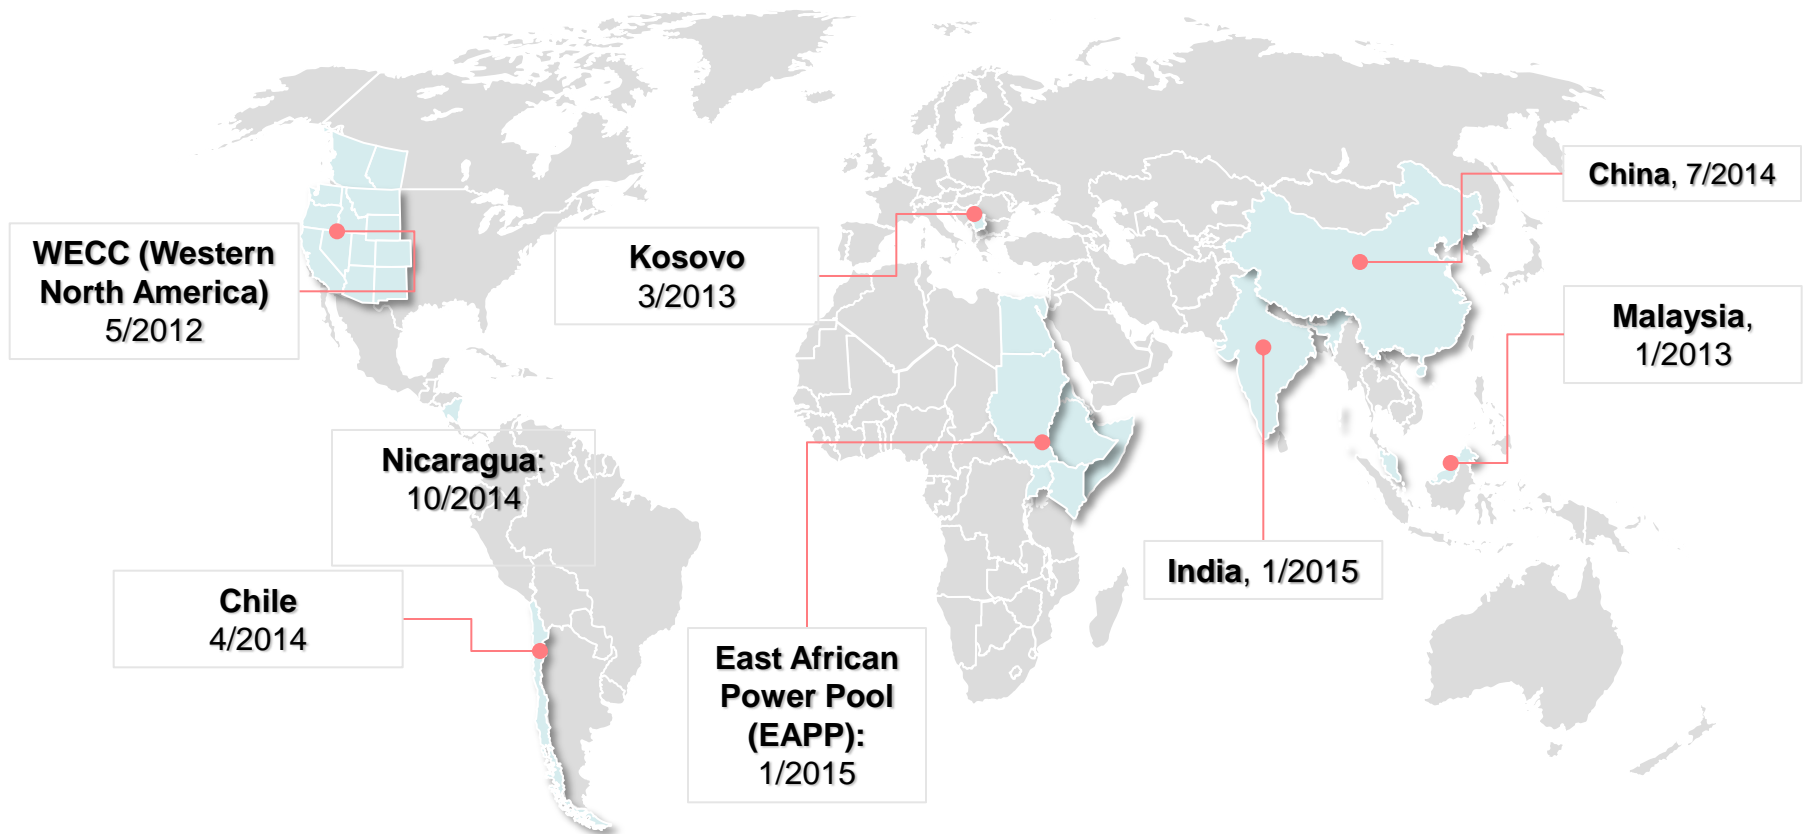 China, 7/2014
WECC (Western
North America)
5/2012
Kosovo
3/2013
Malaysia,
1/2013
Nicaragua:
10/2014
India, 1/2015
Chile
4/2014
East African
Power Pool
(EAPP):
1/2015